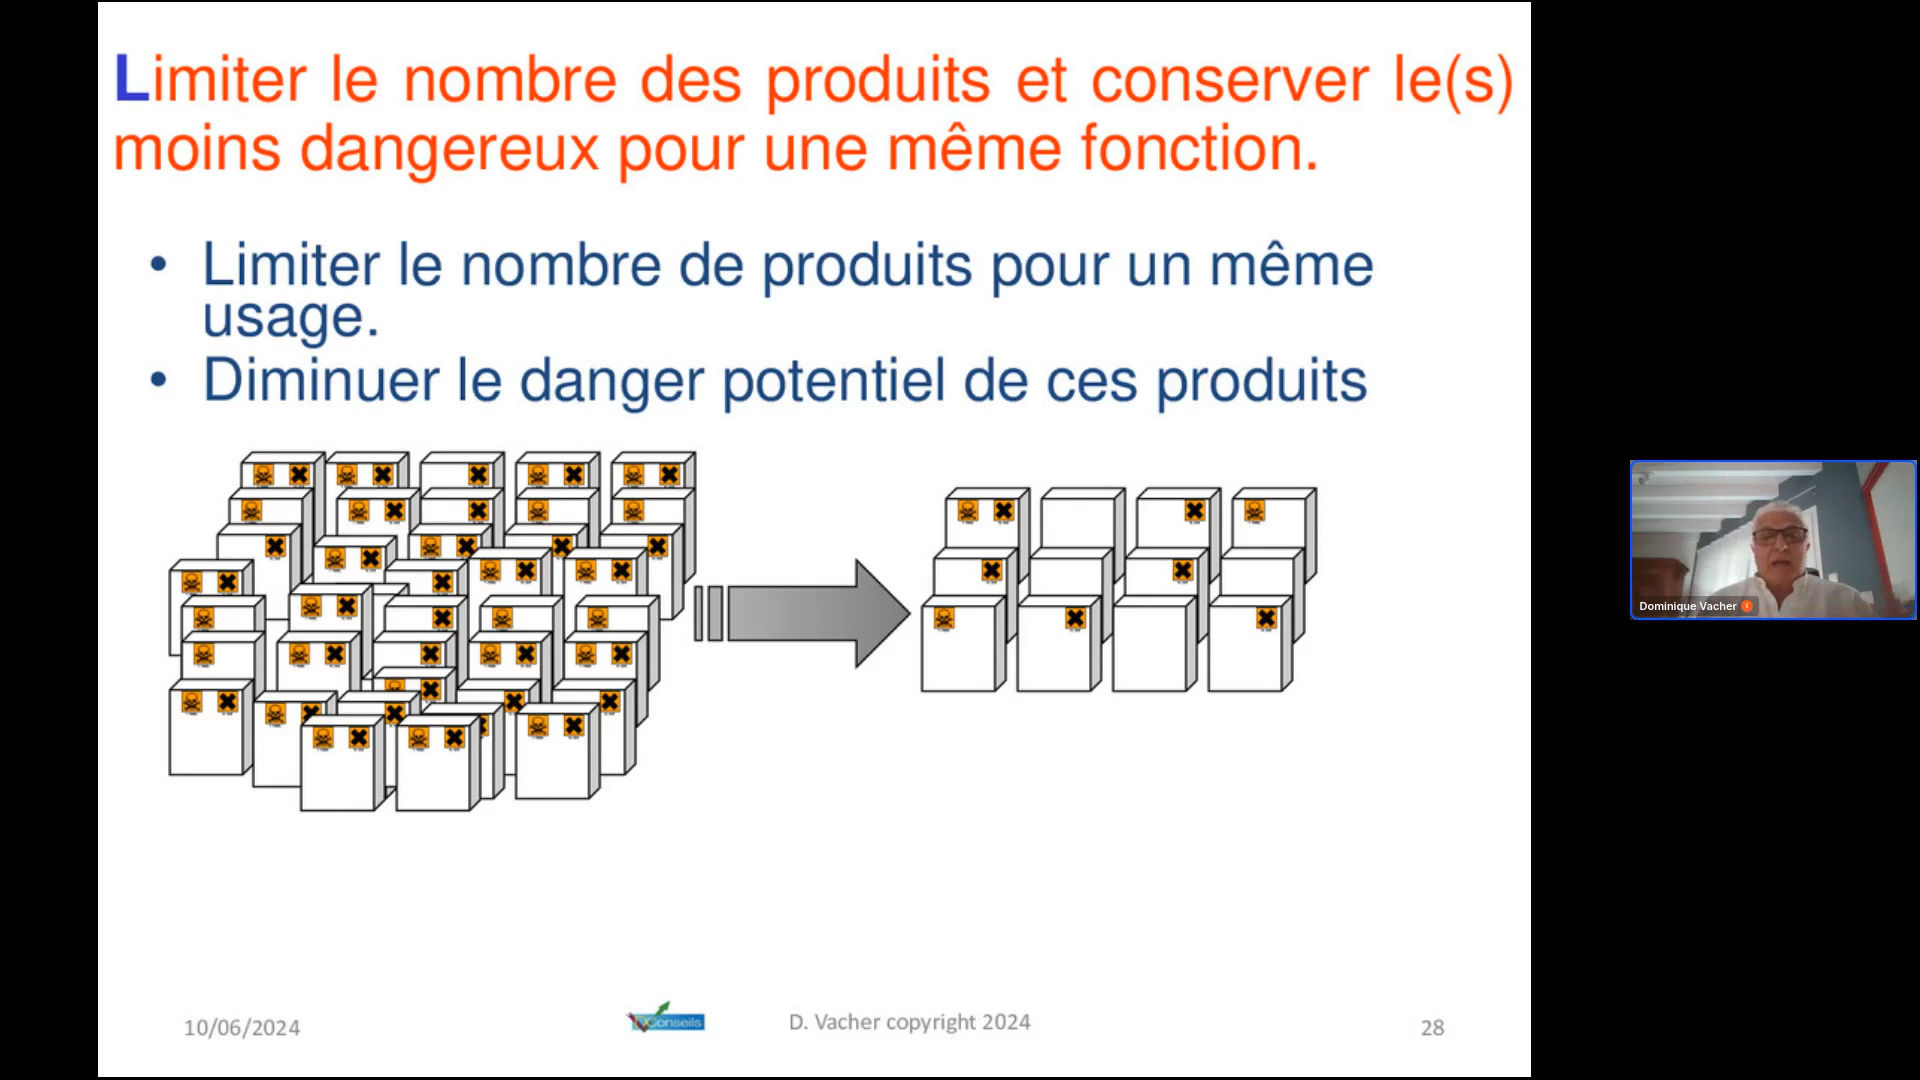 Limiter le nombre des produits et conserver le(s)
moins dangereux pour une même fonction.
• Limiter le nombre de produits pour un même
usage.
• Diminuer le danger potentiel de ces produits
Dominique Vacher
10/06/2024
Conseils
D. Vacher copyright 2024
28